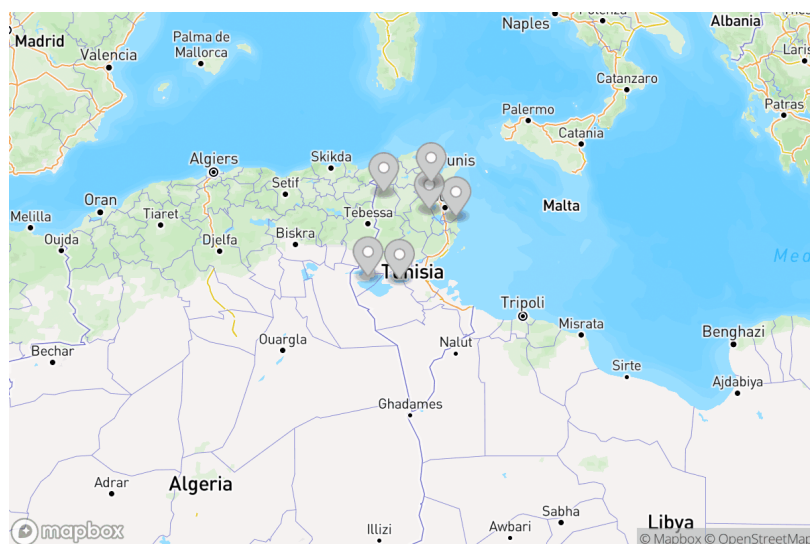 Madrid
Valencia
Palma de
Mallorca
Naples
Potenza
Albania
Catanzaro
Patras
Palermo
Catania
Algiers
Skikda
unis
Oran
Setif
Melilla
Tiaret
Tebessa
Malta
Oujda
Djelfa
Biskra
Tunisia
Tripoli
Misrata
Benghazi
Bechar
Ouargla
Nalut
Sirte
Ajdabiya
Ghadames
Adrar
Algeria
Sabha
Illizi
Awbari
Libya
mapbox
© Mapbox © OpenStreetMap